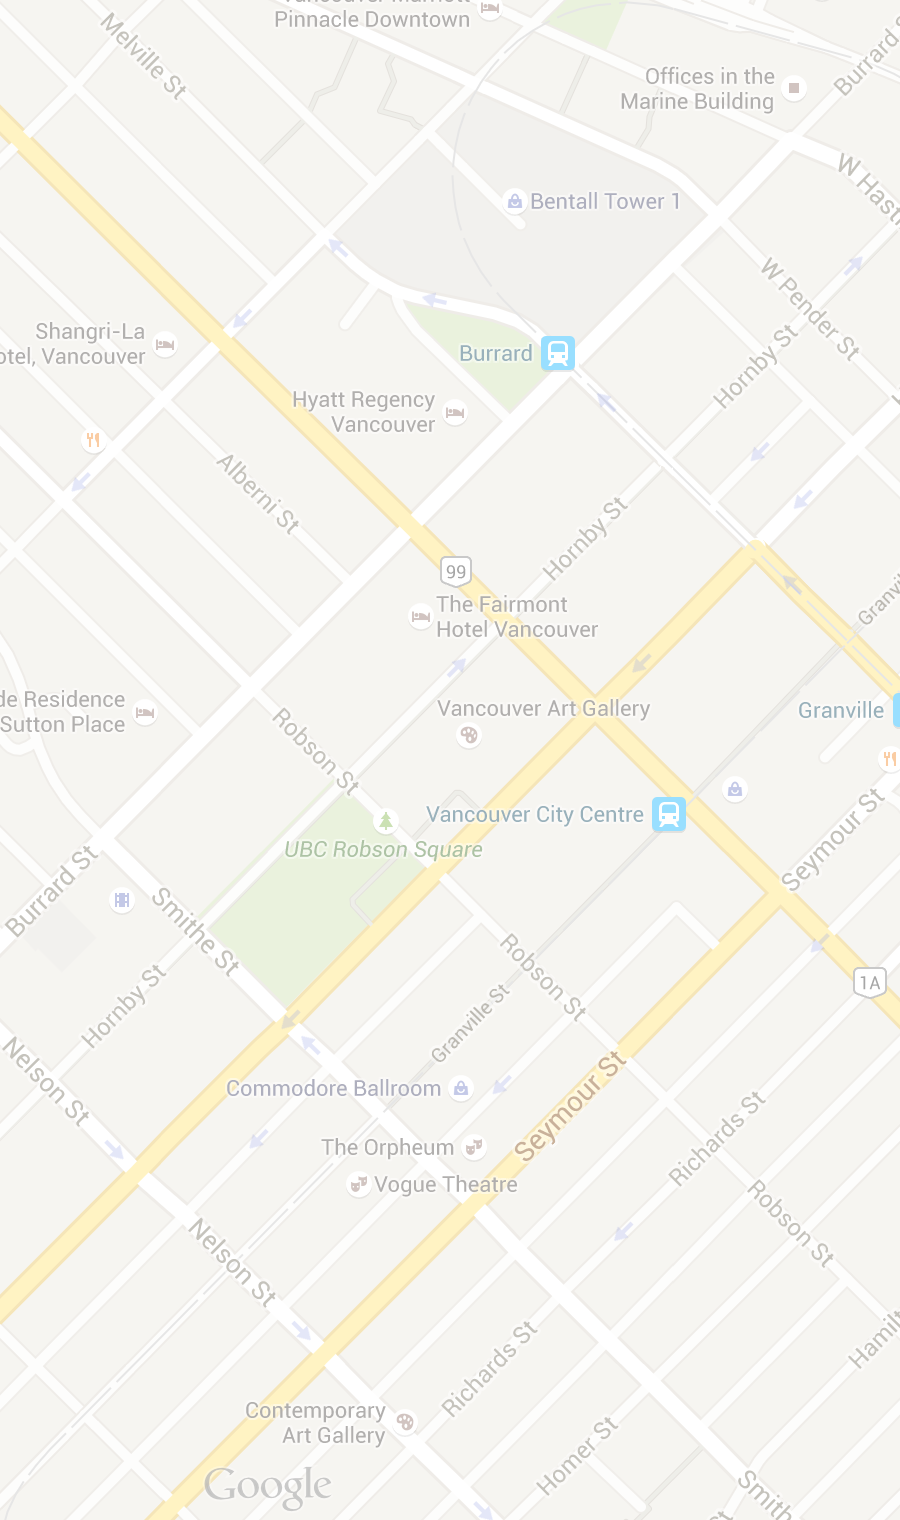 Pinnacle Downtown
Melville St
Burrard
Offices in the
Marine Building
W Hast
Bentall Tower 1
W Pender St
Shangri-La
otel, Vancouver
Burrard
Hornby St
Hyatt Regency
Vancouver
Alberni St
Hornby St
99
The Fairmont
Hotel Vancouver
Granvil
de Residence
Sutton Place
Vancouver Art Gallery
Granville
Robson St
Vancouver City Centre
Seymour St
UBC Robson Square
Burrard St
Smithe St
Robson St
1A
Hornby St
Granville St
Nelson St
Commodore Ballroom
Seymour St
The Orpheum
Vogue Theatre
Richards St
Robson St
Nelson St
Hamilt
Richards St
Contemporary
Art Gallery
Homer St
Google
Smith